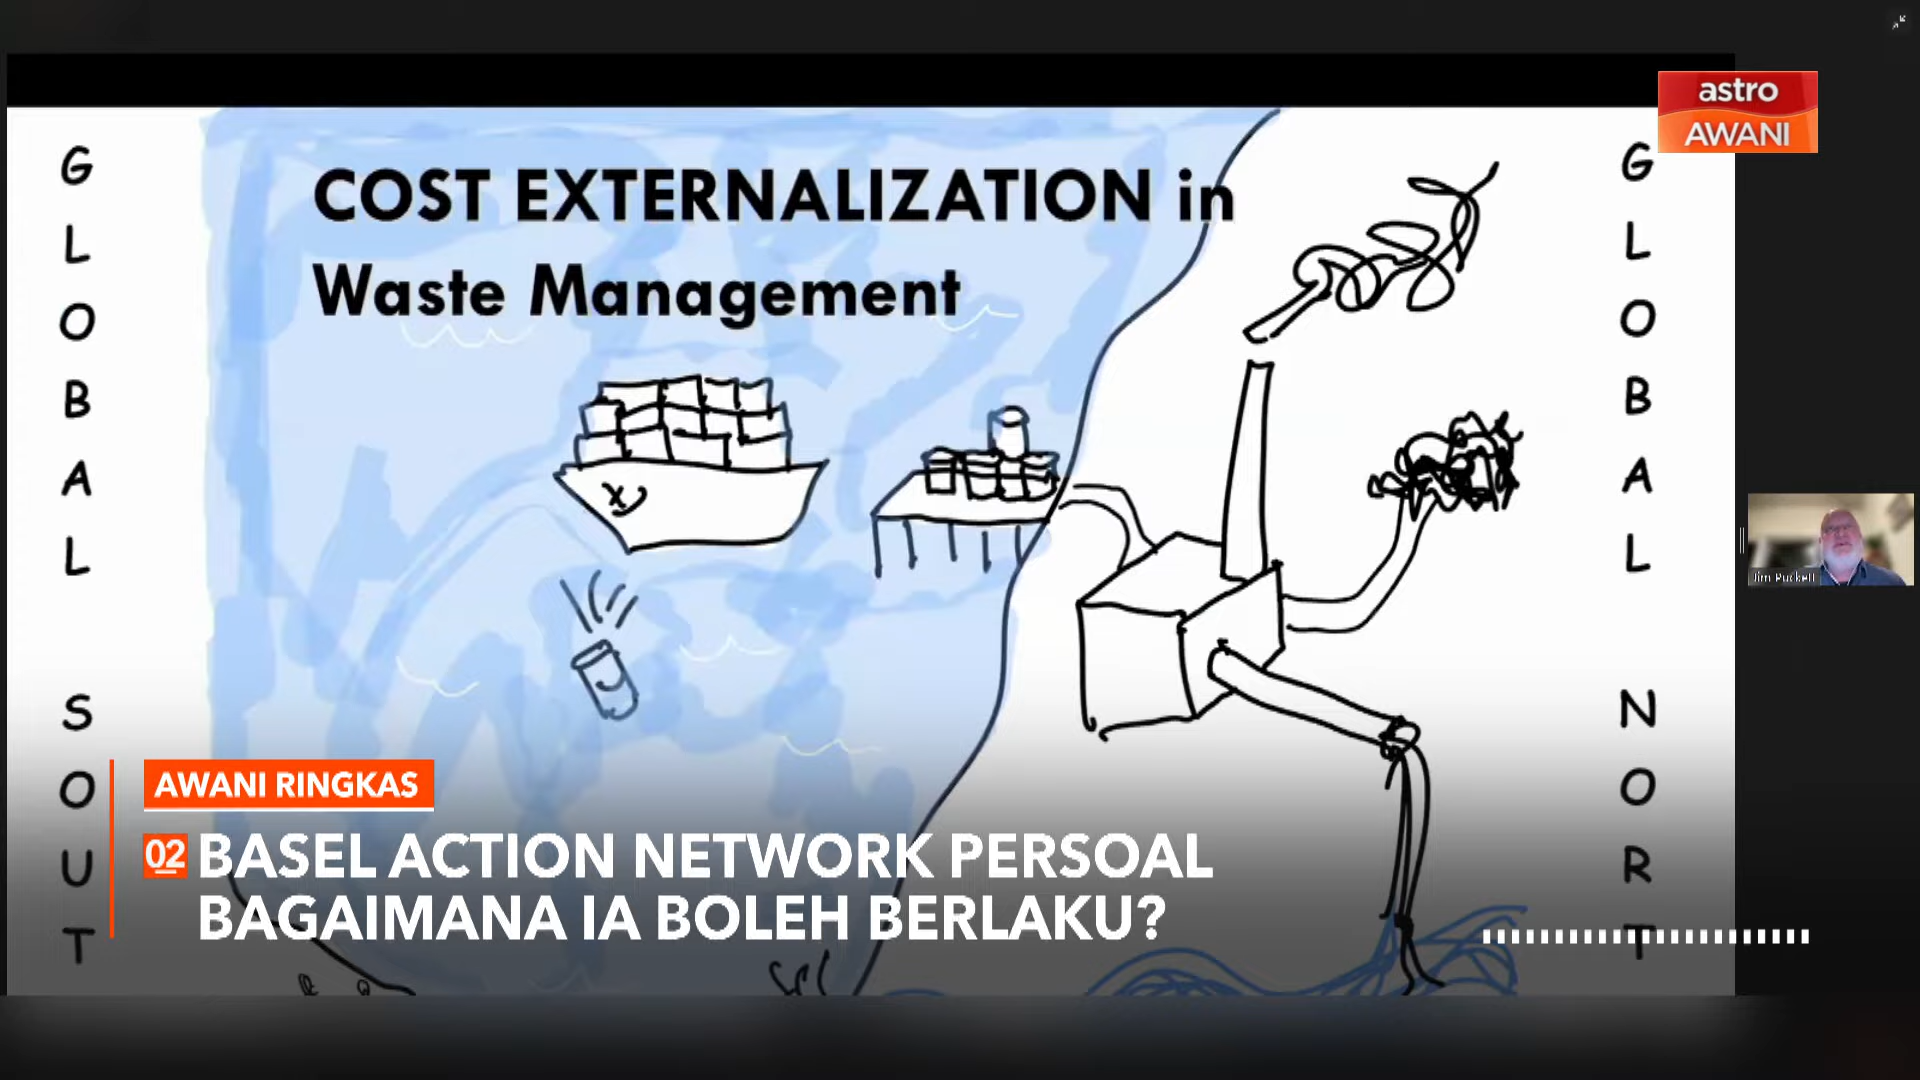 astro
AWANI
COST EXTERNALIZATION in
Waste Management
G
L
O
B
A
L
S
O
U
T
G
L
O
B
A
L
N
O
R
T
Jim Puckett
AWANI RINGKAS
02 BASEL ACTION NETWORK PERSOAL
BAGAIMANA IA BOLEH BERLAKU?